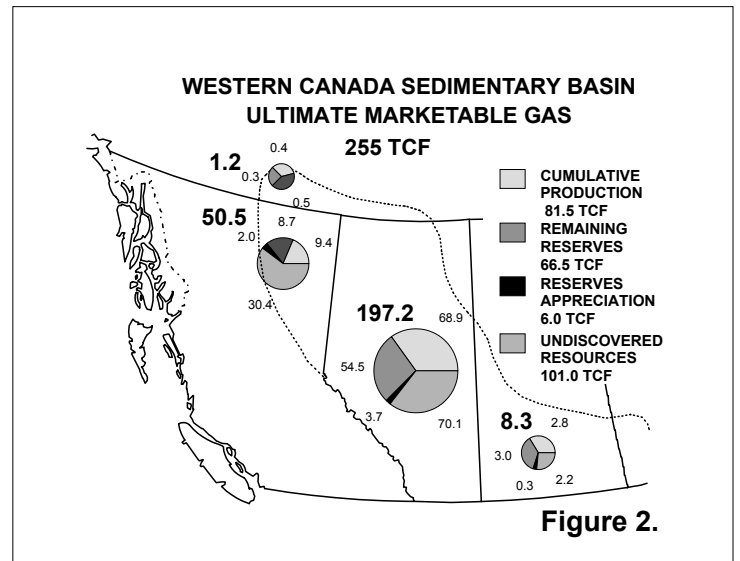 WESTERN CANADA SEDIMENTARY BASIN
ULTIMATE MARKETABLE GAS
255 TCF
0.4
1.2
0.3
0.5
50.5
8.7
2.0
9.4
30.4
197.2
68.9
54.5
3.7
70.1
8.3
2.8
3.0
0.3
2.2
CUMULATIVE
PRODUCTION
81.5 TCF
REMAINING
RESERVES
66.5 TCF
RESERVES
APPRECIATION
6.0 TCF
UNDISCOVERED
RESOURCES
101.0 TCF
Figure 2.